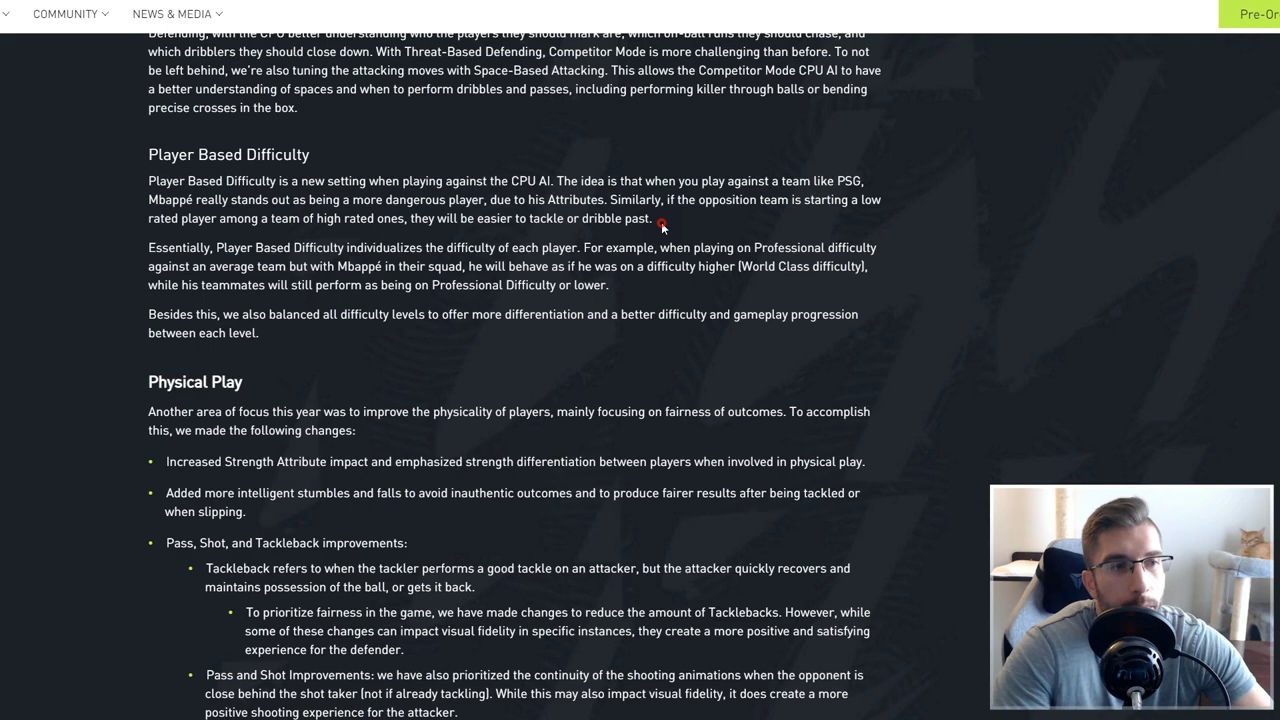 COMMUNITY NEWS & MEDIA Pre-Or
Defending, with the CPU better understanding who the players they should mark are, which off-ball runs they should chase, and
which dribblers they should close down. With Threat-Based Defending, Competitor Mode is more challenging than before. To not
be left behind, we're also tuning the attacking moves with Space-Based Attacking. This allows the Competitor Mode CPU AI to have
a better understanding of spaces and when to perform dribbles and passes, including performing killer through balls or bending
precise crosses in the box.
Player Based Difficulty
Player Based Difficulty is a new setting when playing against the CPU AI. The idea is that when you play against a team like PSG,
Mbappé really stands out as being a more dangerous player, due to his Attributes. Similarly, if the opposition team is starting a low
rated player among a team of high rated ones, they will be easier to tackle or dribble past.
Essentially, Player Based Difficulty individualizes the difficulty of each player. For example, when playing on Professional difficulty
against an average team but with Mbappé in their squad, he will behave as if he was on a difficulty higher (World Class difficulty),
while his teammates will still perform as being on Professional Difficulty or lower.
Besides this, we also balanced all difficulty levels to offer more differentiation and a better difficulty and gameplay progression
between each level.
Physical Play
Another area of focus this year was to improve the physicality of players, mainly focusing on fairness of outcomes. To accomplish
this, we made the following changes:
• Increased Strength Attribute impact and emphasized strength differentiation between players when involved in physical play.
• Added more intelligent stumbles and falls to avoid inauthentic outcomes and to produce fairer results after being tackled or
when slipping.
• Pass, Shot, and Tackleback improvements:
• Tackleback refers to when the tackler performs a good tackle on an attacker, but the attacker quickly recovers and
maintains possession of the ball, or gets it back.
• To prioritize fairness in the game, we have made changes to reduce the amount of Tacklebacks. However, while
some of these changes can impact visual fidelity in specific instances, they create a more positive and satisfying
experience for the defender.
• Pass and Shot Improvements: we have also prioritized the continuity of the shooting animations when the opponent is
close behind the shot taker (not if already tackling). While this may also impact visual fidelity, it does create a more
positive shooting experience for the attacker.